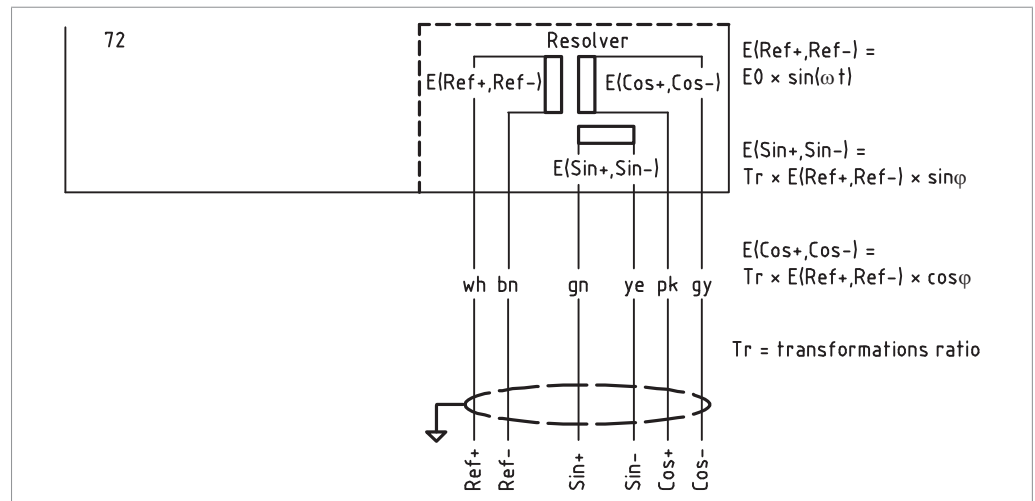 72
Resolver
E(Ref+,Ref-)
E(Cos+,Cos-)
E(Sin+,Sin-)
E(Ref+,Ref-) =
E0 × sin(ωt)
E(Sin+,Sin-) =
Tr × E(Ref+,Ref-) × sinφ
E(Cos+,Cos-) =
Tr × E(Ref+,Ref-) × cosφ
Tr = transformations ratio
wh bn gn ye pk gy
Ref+
Ref-
Sin+
Sin-
Cos+
Cos-